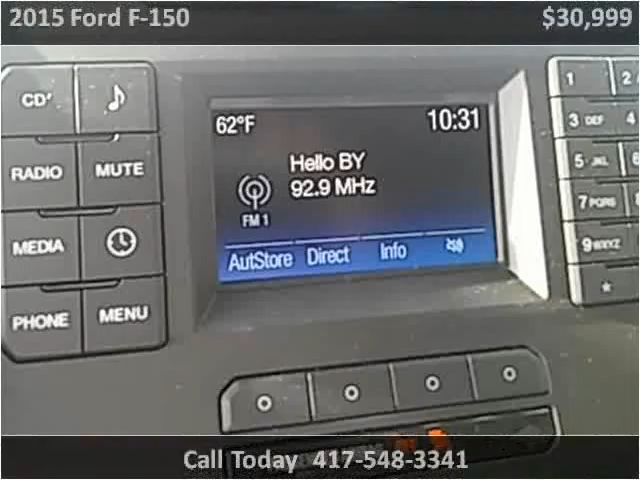 2015 Ford F-150 $30,999
CD
RADIO MUTE
MEDIA
PHONE MENU
62°F 10:31
Hello BY
92.9 MHz
FM 1
AutStore Direct Info
1 2
3 DEF 4
5 JKL 6
7 PQRS
9 WXYZ
*
Call Today 417-548-3341